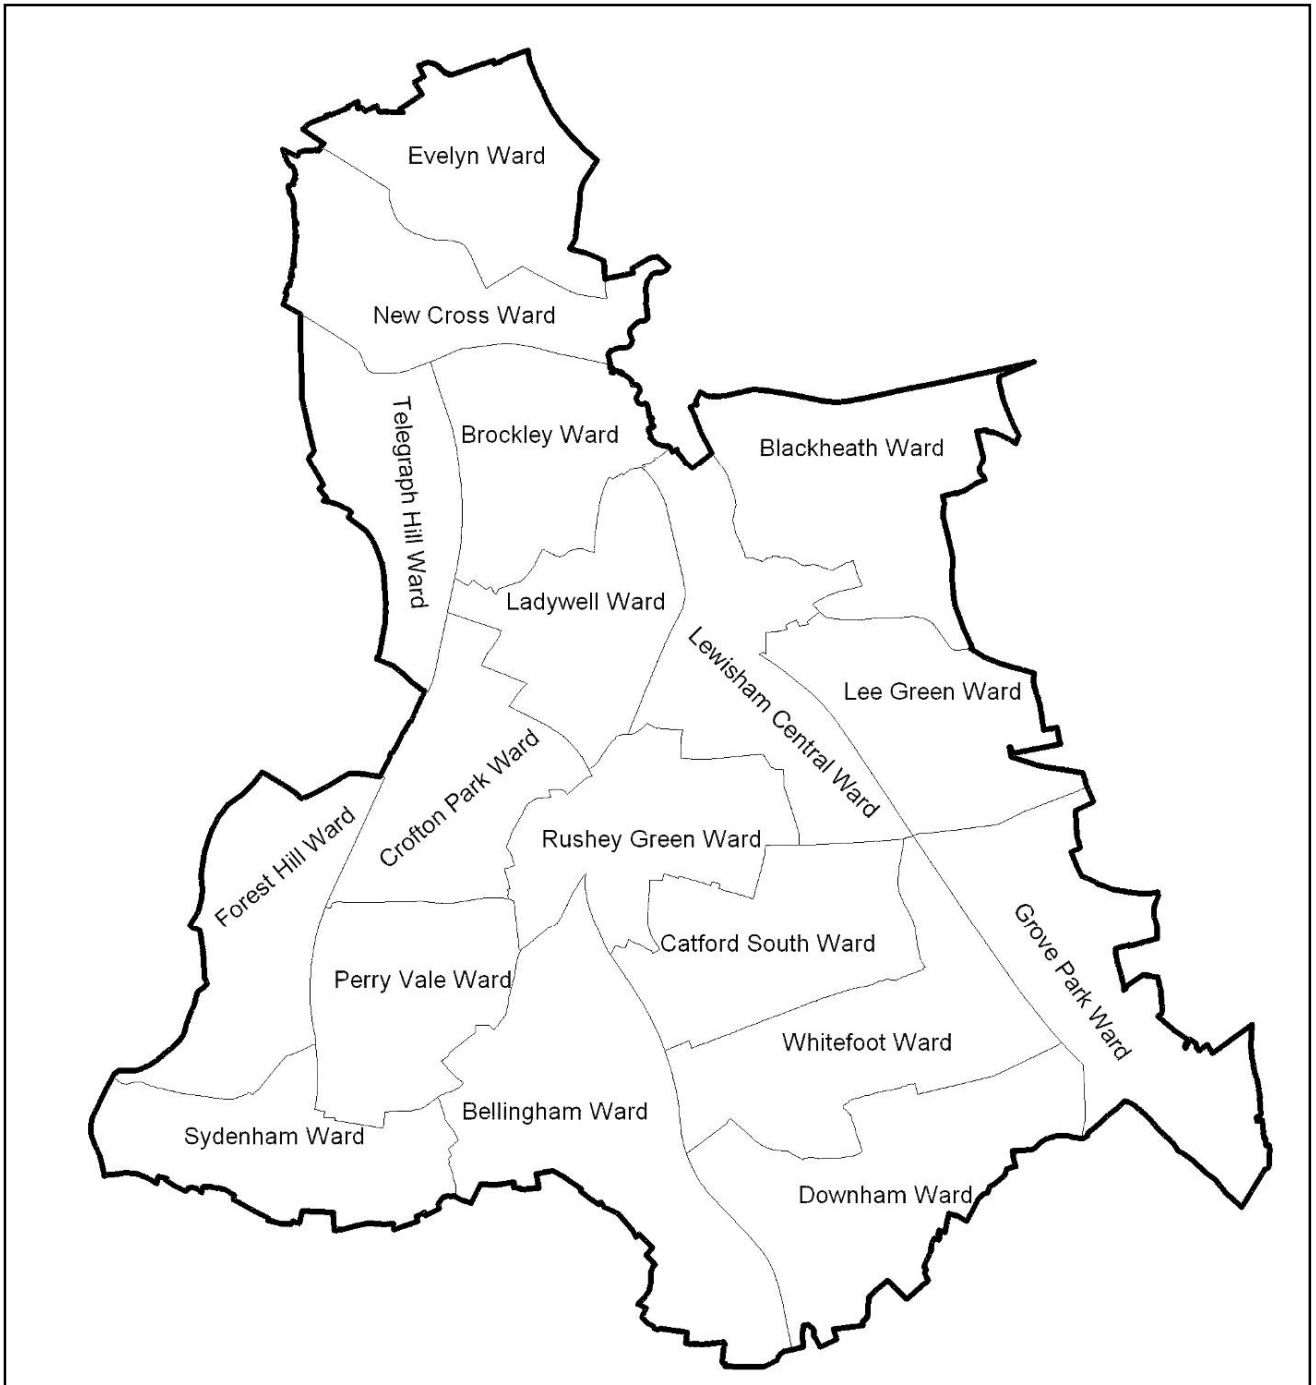 Evelyn Ward
New Cross Ward
Telegraph Hill Ward
Brockley Ward
Blackheath Ward
Ladywell Ward
Lewisham Central Ward
Lee Green Ward
Crofton Park Ward
Forest Hill Ward
Rushey Green Ward
Catford South Ward
Grove Park Ward
Perry Vale Ward
Whitefoot Ward
Bellingham Ward
Sydenham Ward
Downham Ward